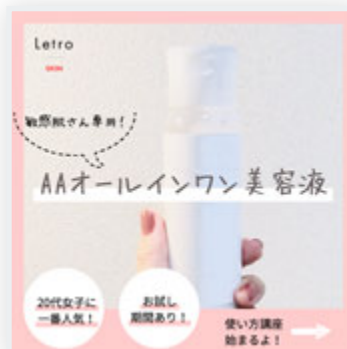 Letro
SKIN
敏感肌さん専用！
AAオールインワン美容液
20代女子に
一番人気！
お試し
期間あり！
使い方講座
始まるよ！